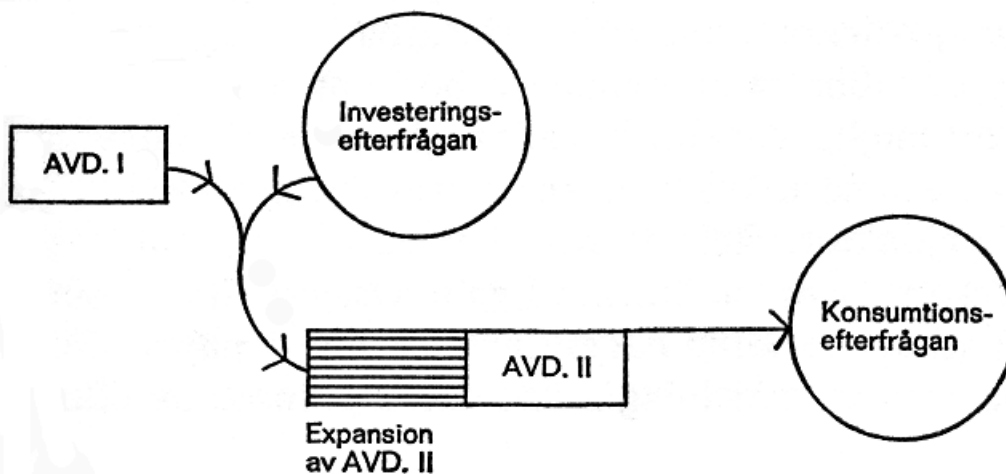 Investerings-
efterfrågan
AVD. I
Konsumtions-
efterfrågan
AVD. II
Expansion
av AVD. II